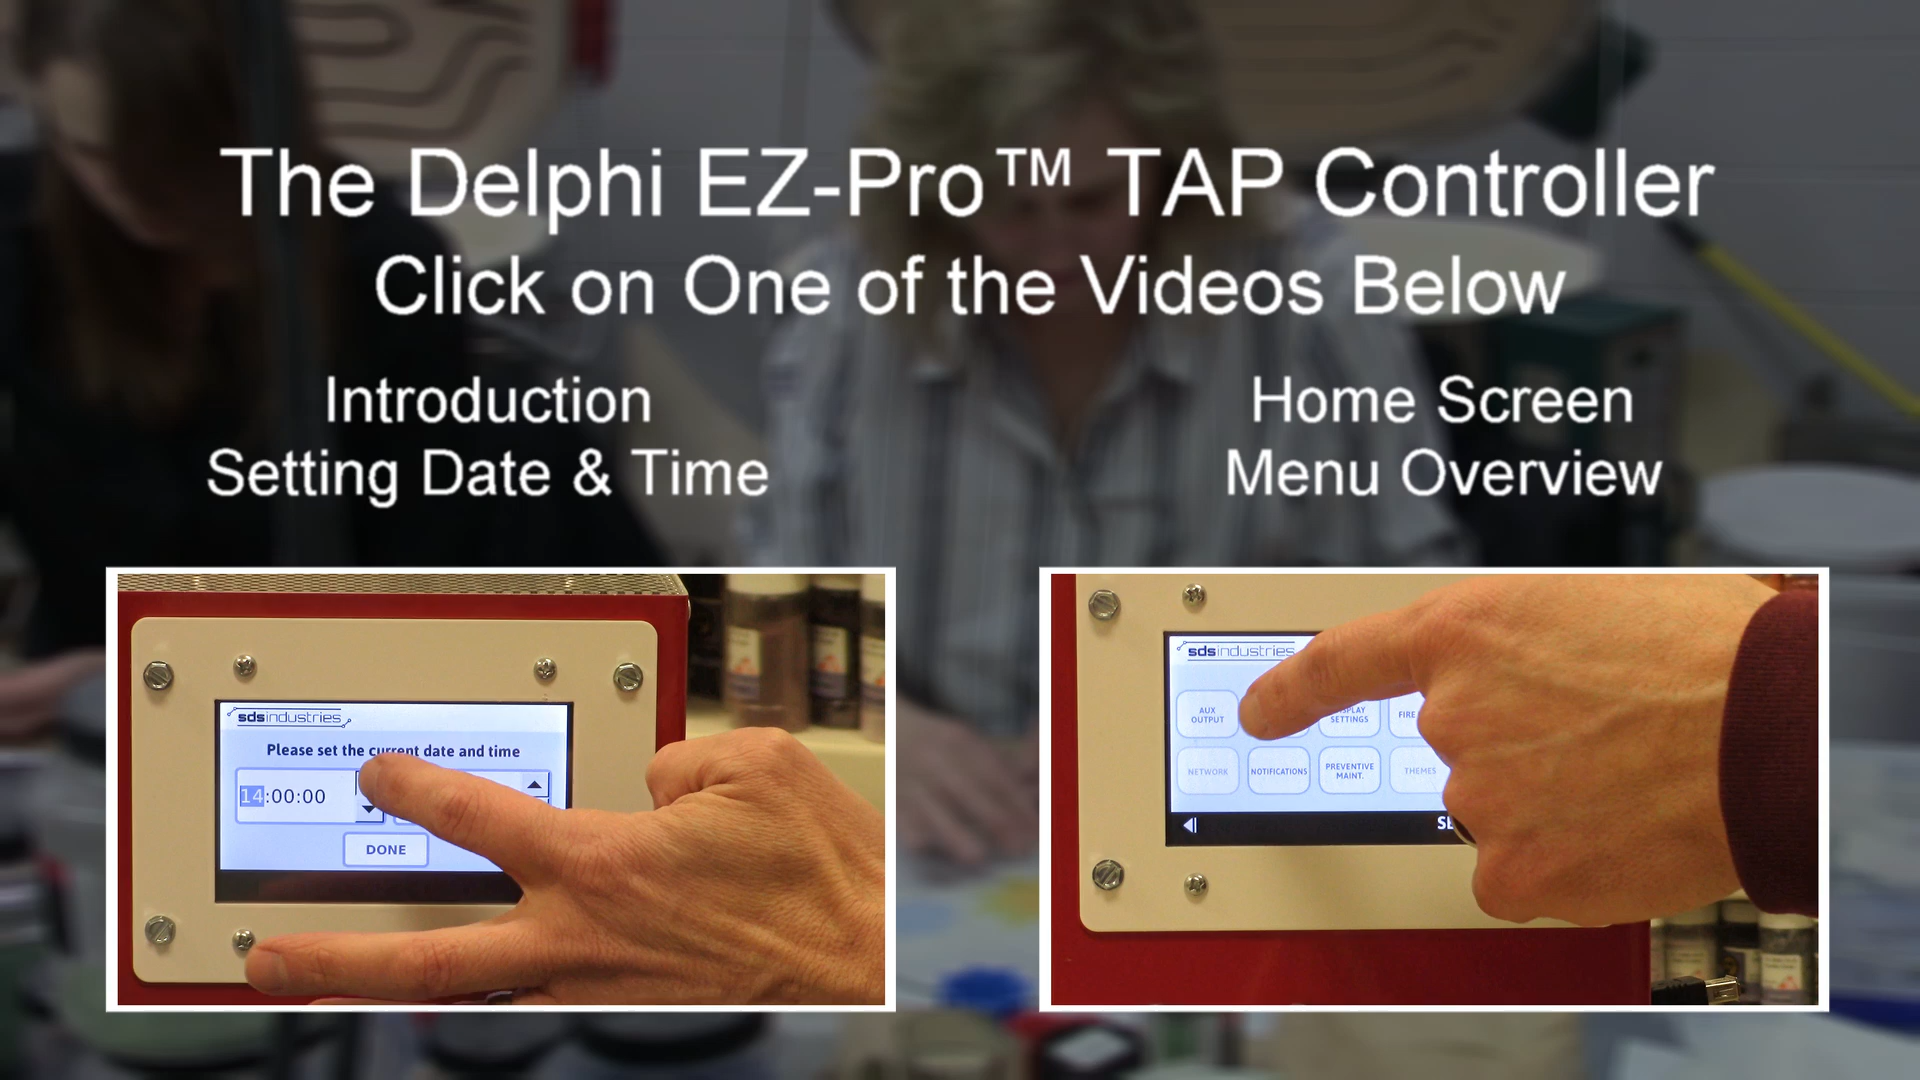 The Delphi EZ-Pro™ TAP Controller
Click on One of the Videos Below
Introduction
Setting Date & Time
Home Screen
Menu Overview
sdsindustries
Please set the current date and time
14:00:00
DONE
sdsindustries
AUX
OUTPUT
SETTINGS
FIRE
NETWORK
NOTIFICATIONS
PREVENTIVE
MAINT.
THEMES